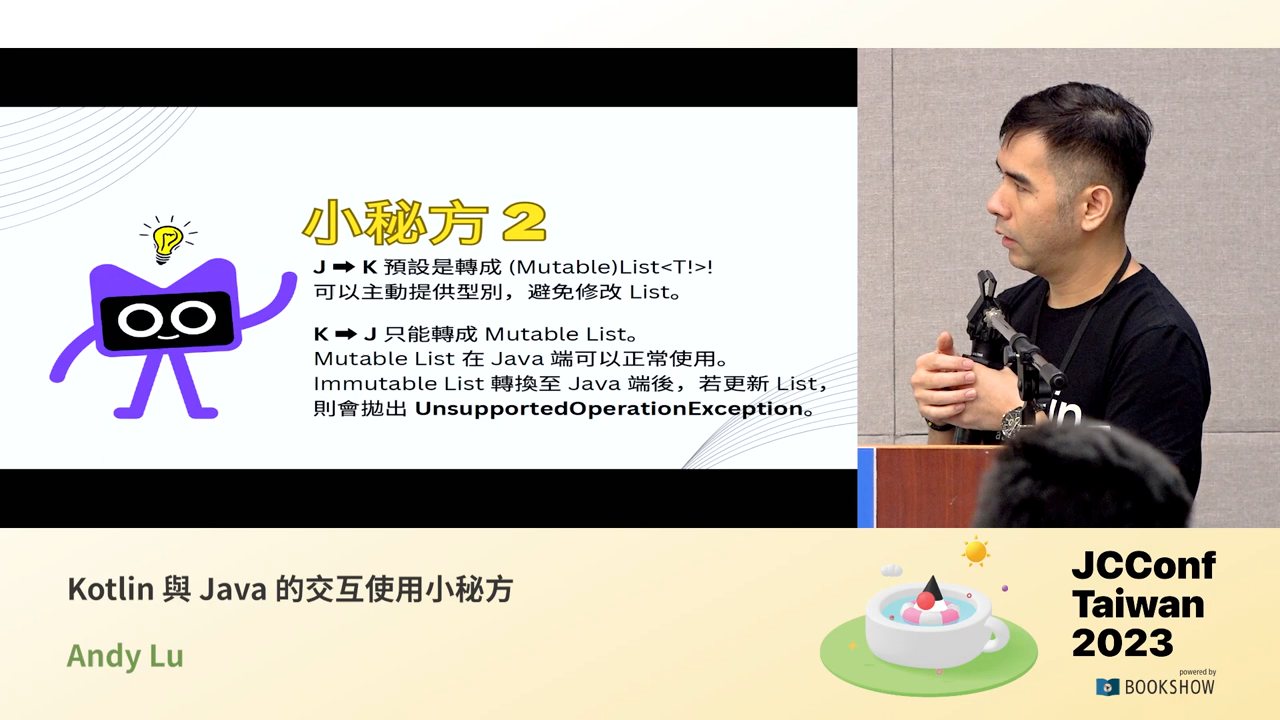 小秘方 2
J ➡ K 預設是轉成 (Mutable)List<T!>!
可以主動提供型別，避免修改 List。
K ➡ J 只能轉成 Mutable List。
Mutable List 在 Java 端可以正常使用。
Immutable List 轉換至 Java 端後，若更新 List，
則會拋出 UnsupportedOperationException。
in
Kotlin 與 Java 的交互使用小秘方
Andy Lu
JCConf
Taiwan
2023
powered by
BOOKSHOW